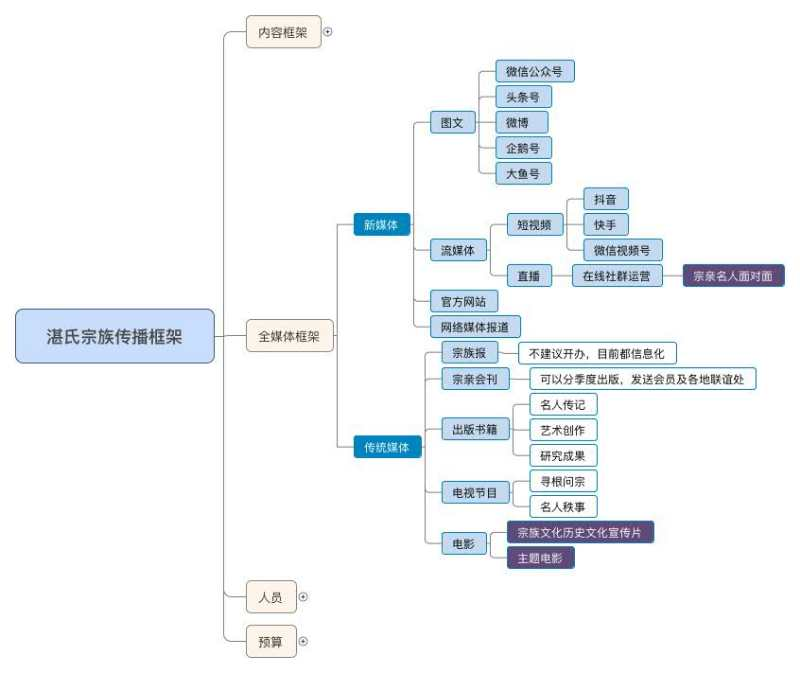 湛氏宗族传播框架
内容框架
全媒体框架
新媒体
图文
微信公众号
头条号
微博
企鹅号
大鱼号
流媒体
短视频
抖音
快手
微信视频号
直播
在线社群运营
宗亲名人面对面
官方网站
网络媒体报道
传统媒体
宗族报
不建议开办，目前都信息化
宗亲会刊
可以分季度出版，发送会员及各地联谊处
出版书籍
名人传记
艺术创作
研究成果
电视节目
寻根问宗
名人秩事
电影
宗族文化历史文化宣传片
主题电影
人员
预算